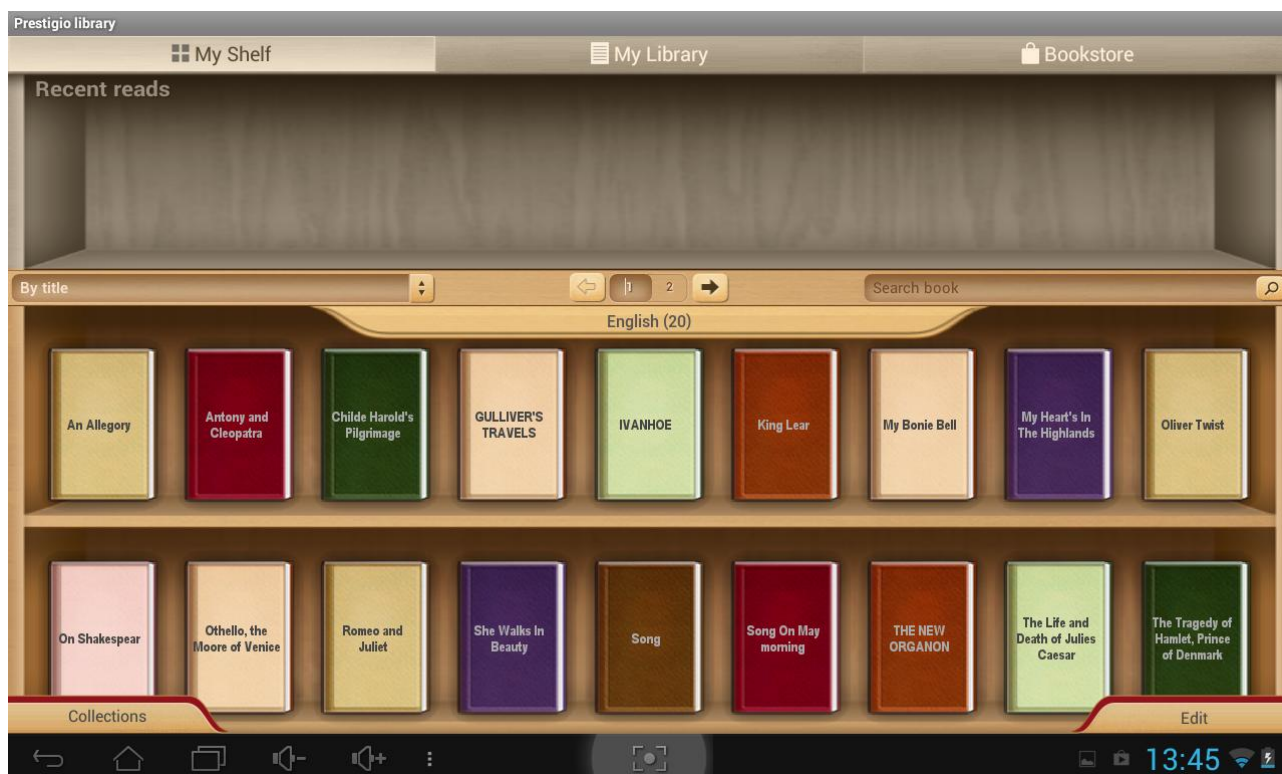 Prestigio library
My Shelf
My Library
Bookstore
Recent reads
By title
1
2
Search book
English (20)
An Allegory
Antony and
Cleopatra
Childe Harold's
Pilgrimage
GULLIVER'S
TRAVELS
IVANHOE
King Lear
My Bonie Bell
My Heart's In
The Highlands
Oliver Twist
On Shakespear
Othello, the
Moore of Venice
Romeo and
Juliet
She Walks In
Beauty
Song
Song On May
morning
THE NEW
ORGANON
The Life and
Death of Julies
Caesar
The Tragedy of
Hamlet, Prince
of Denmark
Collections
Edit
13:45